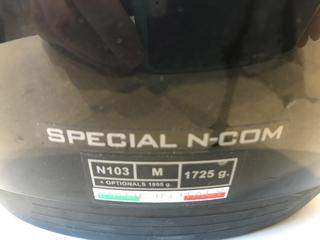 SPECIAL N-COM
N103 M 1725 g.
+ OPTIONALS 1895 g.